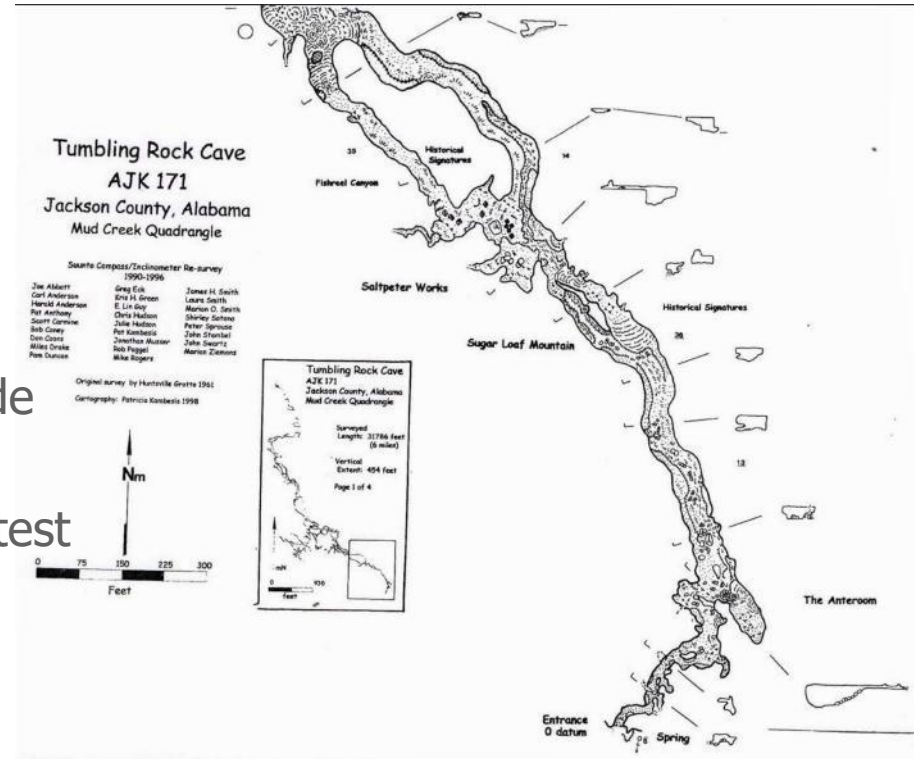 Tumbling Rock Cave
AJK 171
Jackson County, Alabama
Mud Creek Quadrangle
Suunto Compass/Inclinometer Re-survey
1990-1996
Joe Abbott
Carl Anderson
Harold Anderson
Pat Anthony
Scott Carmine
Bob Coney
Don Coons
Miles Drake
Pam Duncan
Greg Eck
Kris H. Green
E. Lin Guy
Chris Hudson
Julie Hudson
Pat Kambesis
Jonathan Musser
Rob Paggel
Mike Rogers
James H. Smith
Laura Smith
Marion O. Smith
Shirley Sotona
Peter Sprouse
John Stembel
John Swartz
Marion Ziemons
Original survey by Huntsville Grotto 1961
Cartography: Patricia Kambesis 1998
de
test
Nm
0 75 150 225 300
Feet
Tumbling Rock Cave
AJK 171
Jackson County, Alabama
Mud Creek Quadrangle
Surveyed
Length: 31786 feet
(6 miles)
Vertical
Extent: 454 feet
Page 1 of 4
mN
0
feet
Historical
Signatures
Fishreel Canyon
14
Saltpeter Works
Historical Signatures
Sugar Loaf Mountain
13
The Anteroom
Entrance
0 datum
Spring